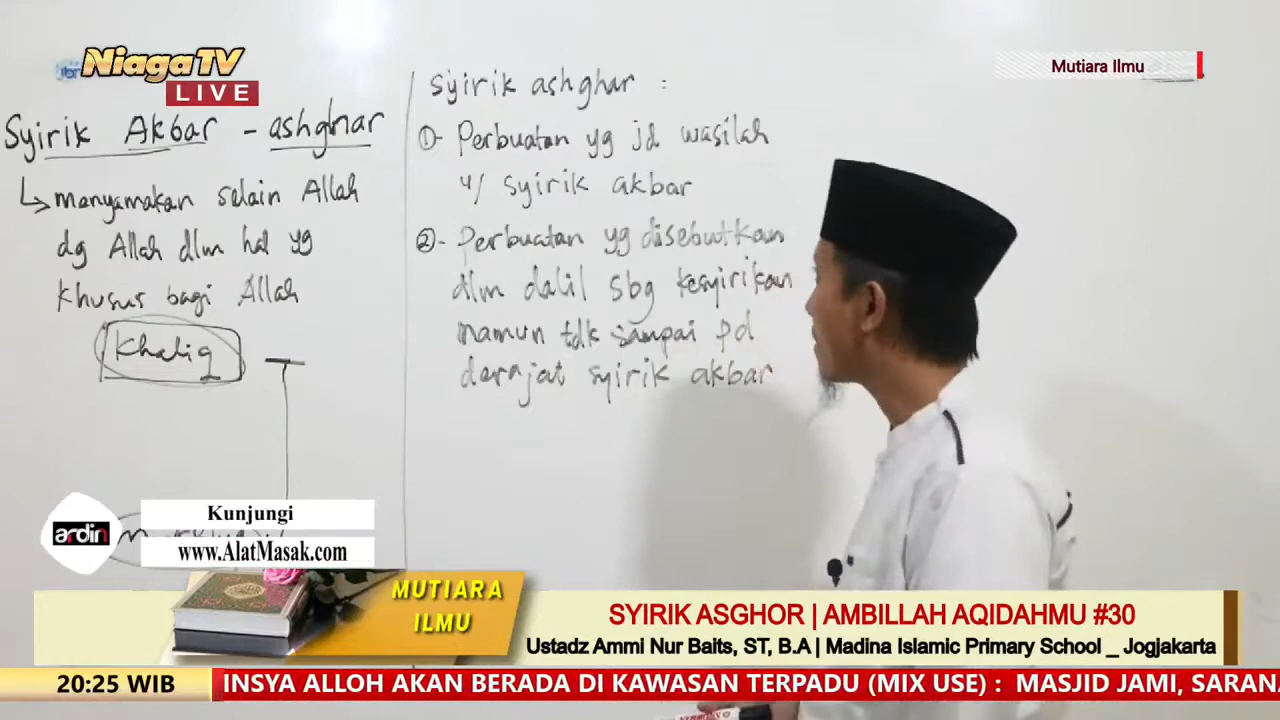 NiagaTV
LIVE
Mutiara Ilmu
Syirik Akbar - ashghar
menyamakan selain Allah
dg Allah dlm hal yg
khusus bagi Allah
Khaliq
Syirik ashghar :
1- Perbuatan yg jd wasilah
u/ syirik akbar
2- Perbuatan yg disebutkan
dlm dalil sbg kesyirikan
namun tdk sampai pd
derajat syirik akbar
ardin
Kunjungi
www.AlatMasak.com
MUTIARA
ILMU
SYIRIK ASGHOR | AMBILLAH AQIDAHMU #30
Ustadz Ammi Nur Baits, ST, B.A | Madina Islamic Primary School _ Jogjakarta
20:25 WIB
INSYA ALLOH AKAN BERADA DI KAWASAN TERPADU (MIX USE) : MASJID JAMI, SARANA